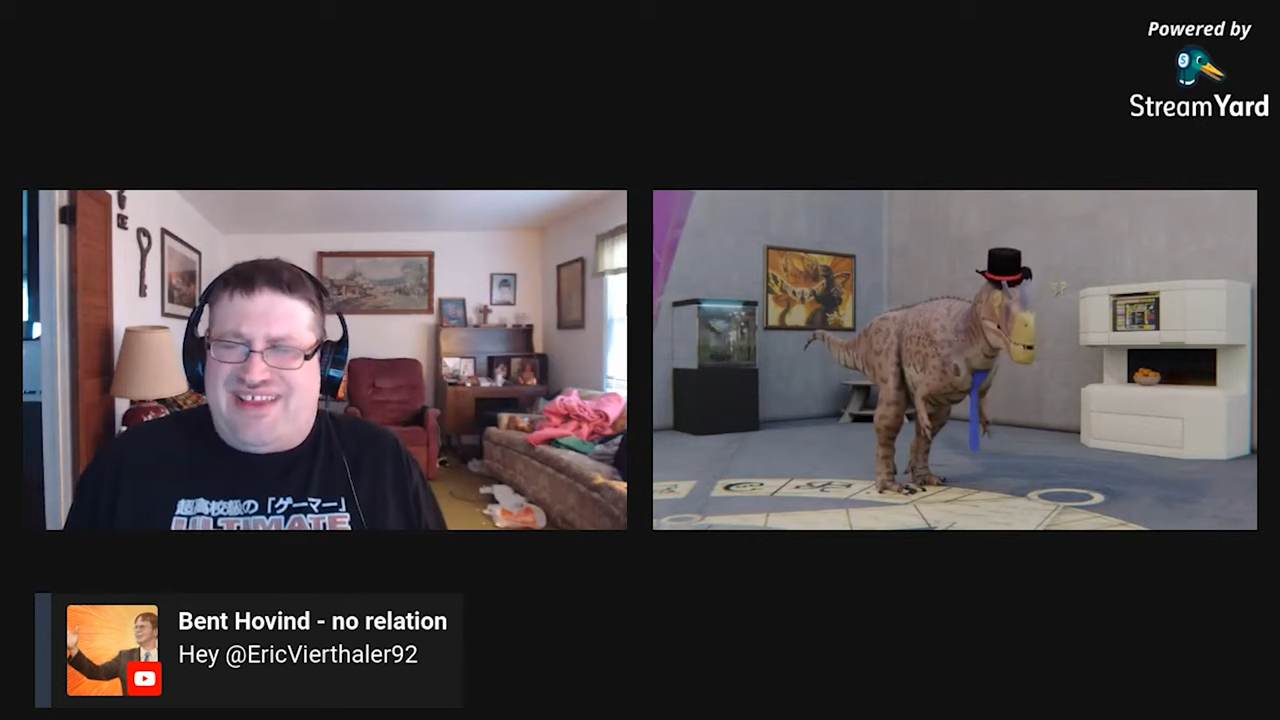 Powered by
StreamYard
超高校級の「ゲーマー」
ULTIMATE
Bent Hovind - no relation
Hey @EricVierthaler92